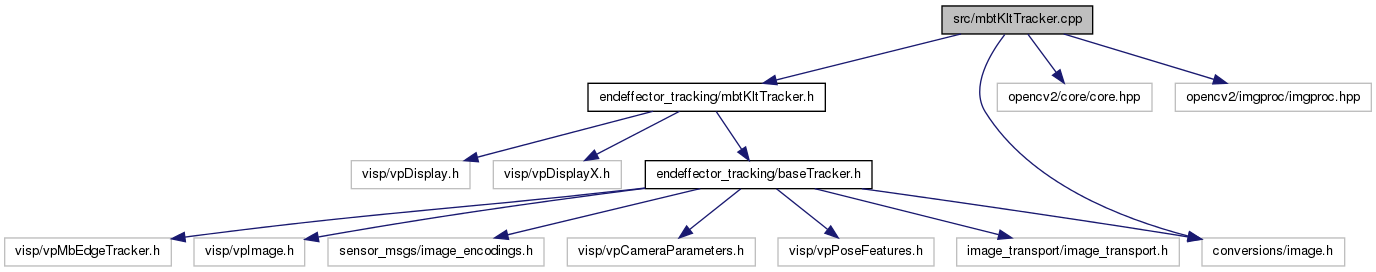 src/mbtKltTracker.cpp
endeffector_tracking/mbtKltTracker.h
opencv2/core/core.hpp
opencv2/imgproc/imgproc.hpp
visp/vpDisplay.h
visp/vpDisplayX.h
endeffector_tracking/baseTracker.h
visp/vpMbEdgeTracker.h
visp/vpImage.h
sensor_msgs/image_encodings.h
visp/vpCameraParameters.h
visp/vpPoseFeatures.h
image_transport/image_transport.h
conversions/image.h